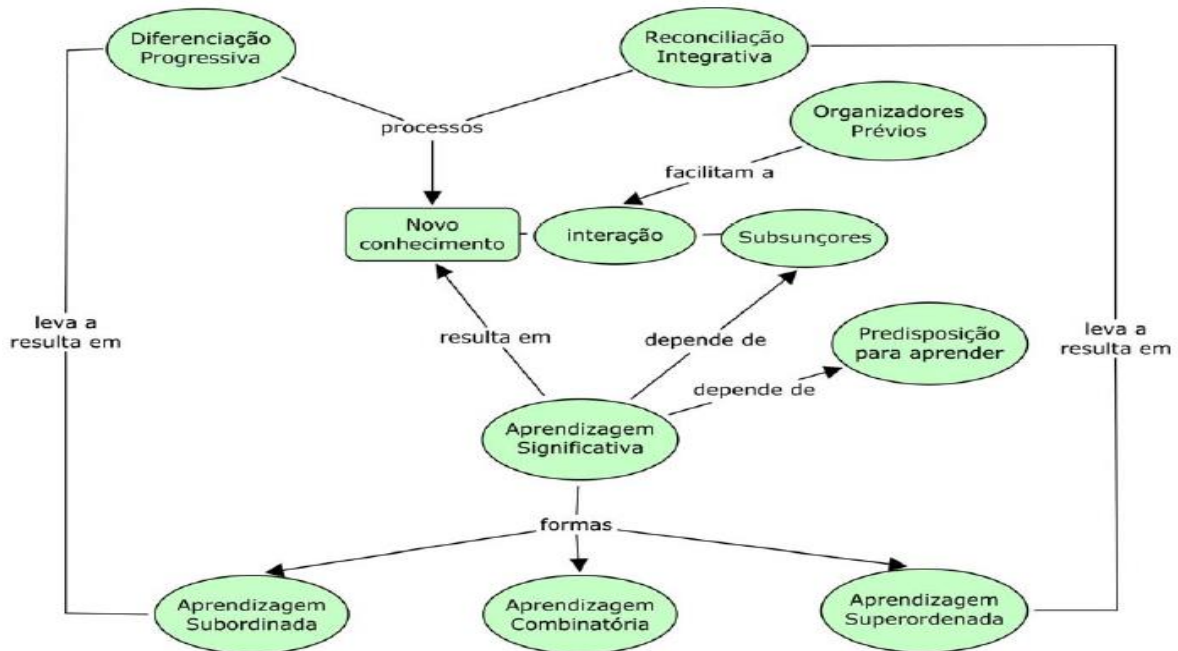 Diferenciação
Progressiva
Reconciliação
Integrativa
Organizadores
Prévios
processos
facilitam a
Novo
conhecimento
interação
Subsunçores
leva a
resulta em
resulta em
depende de
Predisposição
para aprender
leva a
resulta em
depende de
Aprendizagem
Significativa
formas
Aprendizagem
Subordinada
Aprendizagem
Combinatória
Aprendizagem
Superordenada